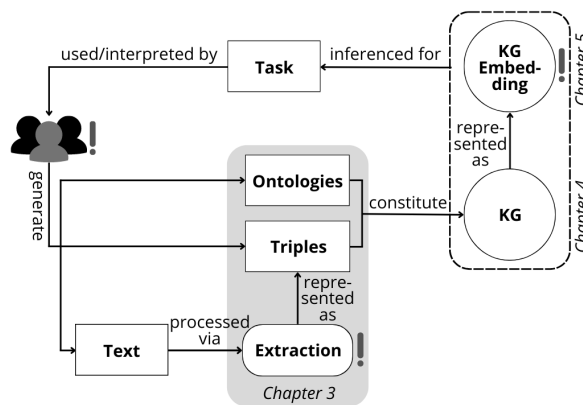 used/interpreted by
Task
inferenced for
KG
Embed-
ding
!
Chapter 5
repre-
sented
as
!
generate
Ontologies
constitute
KG
Chapter 4
Triples
repre-
sented
as
processed
via
Text
Extraction
!
Chapter 3